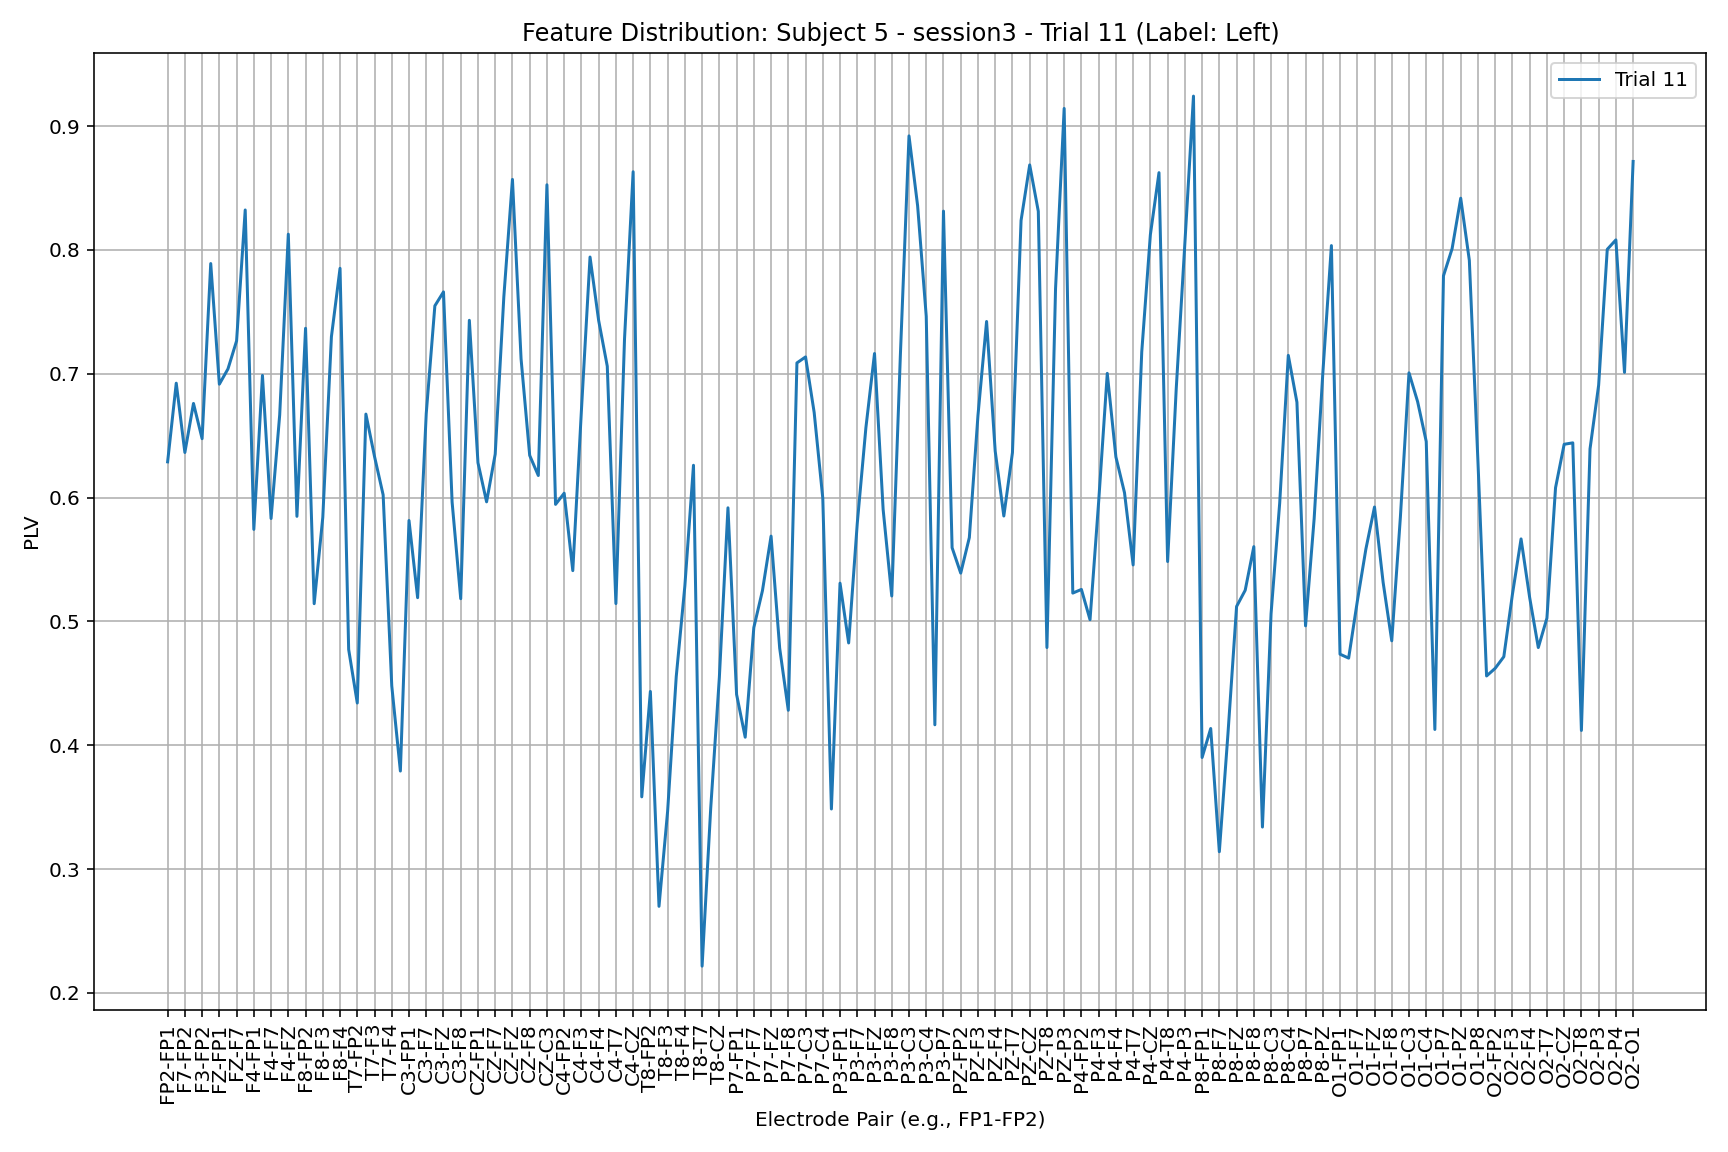 Feature Distribution: Subject 5 - session3 - Trial 11 (Label: Left)
Trial 11
0.9
0.8
0.7
0.6
0.5
0.4
0.3
0.2
PLV
FP2-FP1
F7-FP2
F3-FP2
FZ-FP1
FZ-F7
F4-FP1
F4-F7
F4-FZ
F8-FP2
F8-F3
F8-F4
T7-FP2
T7-F3
T7-F4
C3-FP1
C3-F7
C3-FZ
C3-F8
CZ-FP1
CZ-F7
CZ-FZ
CZ-F8
CZ-C3
C4-FP2
C4-F3
C4-F4
C4-T7
C4-CZ
T8-FP2
T8-F3
T8-F4
T8-T7
T8-CZ
P7-FP1
P7-F7
P7-FZ
P7-F8
P7-C3
P7-C4
P3-FP1
P3-F7
P3-FZ
P3-F8
P3-C3
P3-C4
P3-P7
PZ-FP2
PZ-F3
PZ-F4
PZ-T7
PZ-CZ
PZ-T8
PZ-P3
P4-FP2
P4-F3
P4-F4
P4-T7
P4-CZ
P4-T8
P4-P3
P8-FP1
P8-F7
P8-FZ
P8-F8
P8-C3
P8-C4
P8-P7
P8-PZ
O1-FP1
O1-F7
O1-FZ
O1-F8
O1-C3
O1-C4
O1-P7
O1-PZ
O1-P8
O2-FP2
O2-F3
O2-F4
O2-T7
O2-CZ
O2-T8
O2-P3
O2-P4
O2-O1
Electrode Pair (e.g., FP1-FP2)